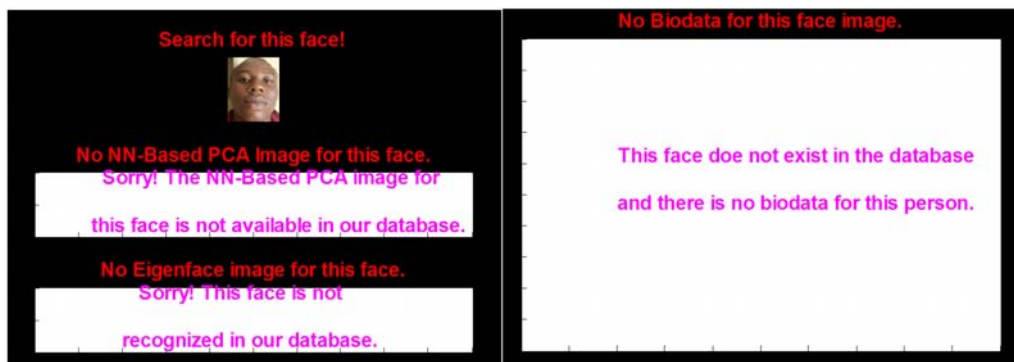 Search for this face!
No NN-Based PCA Image for this face.
Sorry! The NN-Based PCA image for
this face is not available in our database.
No Eigenface image for this face.
Sorry! This face is not
recognized in our database.
No Biodata for this face image.
This face doe not exist in the database
and there is no biodata for this person.